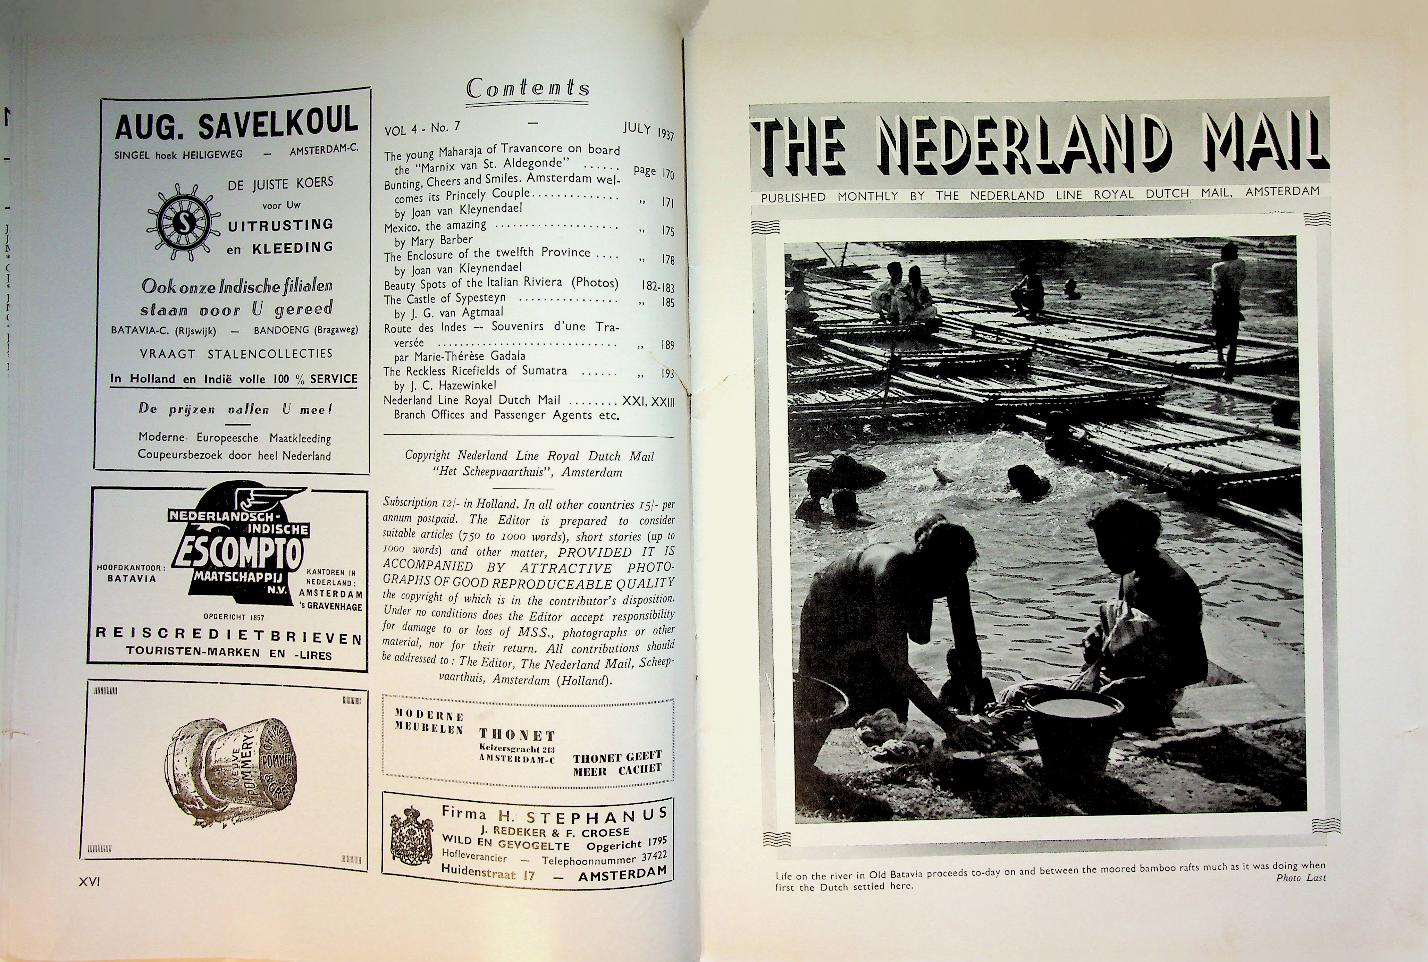 AUG. SAVELKOUL
SINGEL hoek HEILIGEWEG — AMSTERDAM-C.
DE JUISTE KOERS
voor Uw
UITRUSTING
en KLEEDING
S
Ook onze Indische filialen
staan voor U gereed
BATAVIA-C. (Rijswijk) — BANDOENG (Bragaweg)
VRAAGT STALENCOLLECTIES
In Holland en Indië volle 100 % SERVICE
De prijzen vallen U mee!
Moderne Europeesche Maatkleeding
Coupeursbezoek door heel Nederland
NEDERLANDSCH-
INDISCHE
ESCOMPTO
MAATSCHAPPIJ
N.V.
HOOFDKANTOOR:
BATAVIA
KANTOREN IN
NEDERLAND:
AMSTERDAM
's GRAVENHAGE
OPGERICHT 1857
REISCREDIETBRIEVEN
TOURISTEN-MARKEN EN -LIRES
CUVÉE
POMMERY
POMMERY
XVI
Contents
VOL 4 - No. 7 — JULY 1937
The young Maharaja of Travancore on board
the "Marnix van St. Aldegonde" ...... Page 170
Bunting, Cheers and Smiles. Amsterdam wel-
comes its Princely Couple.............. ,, 171
by Joan van Kleynendael
Mexico, the amazing .................... ,, 175
by Mary Barber
The Enclosure of the twelfth Province .... ,, 178
by Joan van Kleynendael
Beauty Spots of the Italian Riviera (Photos) 182-183
The Castle of Sypesteyn ................ ,, 185
by J. G. van Agtmaal
Route des Indes — Souvenirs d'une Tra-
versée ............................. ,, 189
par Marie-Thérèse Gadala
The Reckless Ricefields of Sumatra ...... ,, 193
by J. C. Hazewinkel
Nederland Line Royal Dutch Mail ........ XXI, XXIII
Branch Offices and Passenger Agents etc.
Copyright Nederland Line Royal Dutch Mail
"Het Scheepvaarthuis", Amsterdam
Subscription 12/- in Holland. In all other countries 15/- per
annum postpaid. The Editor is prepared to consider
suitable articles (750 to 1000 words), short stories (up to
1000 words) and other matter, PROVIDED IT IS
ACCOMPANIED BY ATTRACTIVE PHOTO-
GRAPHS OF GOOD REPRODUCEABLE QUALITY
the copyright of which is in the contributor's disposition.
Under no conditions does the Editor accept responsibility
for damage to or loss of MSS., photographs or other
material, nor for their return. All contributions should
be addressed to : The Editor, The Nederland Mail, Scheep-
vaarthuis, Amsterdam (Holland).
MODERNE
MEUBELEN
THONET
Keizersgracht 213
AMSTERDAM-C
THONET GEEFT
MEER CACHET
Firma H. STEPHANUS
J. REDEKER & F. CROESE
WILD EN GEVOGELTE Opgericht 1795
Hofleverancier — Telephoonnummer 37422
Huidenstraat 17 — AMSTERDAM
THE NEDERLAND MAIL
PUBLISHED MONTHLY BY THE NEDERLAND LINE ROYAL DUTCH MAIL, AMSTERDAM
Life on the river in Old Batavia proceeds to-day on and between the moored bamboo rafts much as it was doing when
first the Dutch settled here.
Photo Last